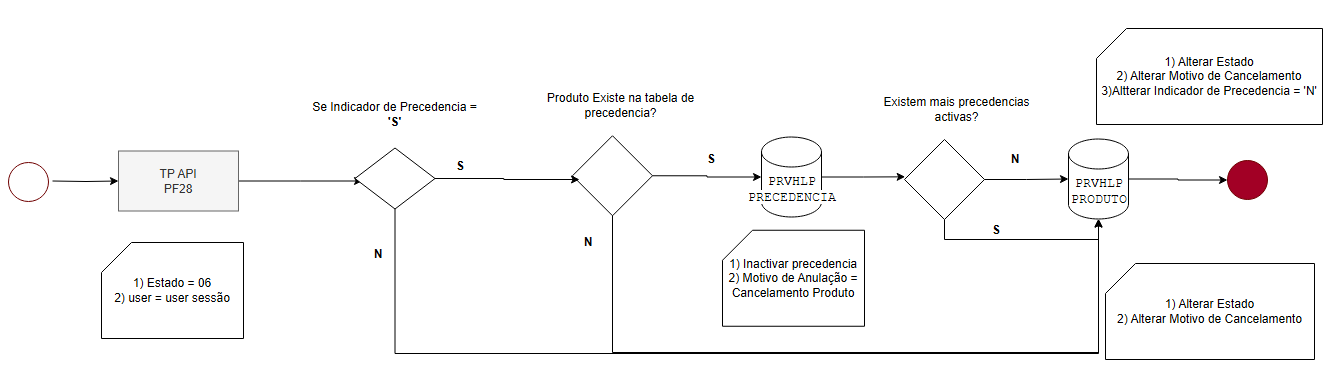 1) Alterar Estado
2) Alterar Motivo de Cancelamento
3)Altterar Indicador de Precedencia = 'N'
Se Indicador de Precedencia =
'S'
Produto Existe na tabela de
precedencia?
Existem mais precedencias
activas?
TP API
PF28
S
S
PRVHLP
PRECEDENCIA
N
PRVHLP
PRODUTO
N
N
S
1) Estado = 06
2) user = user sessão
1) Inactivar precedencia
2) Motivo de Anulação =
Cancelamento Produto
1) Alterar Estado
2) Alterar Motivo de Cancelamento